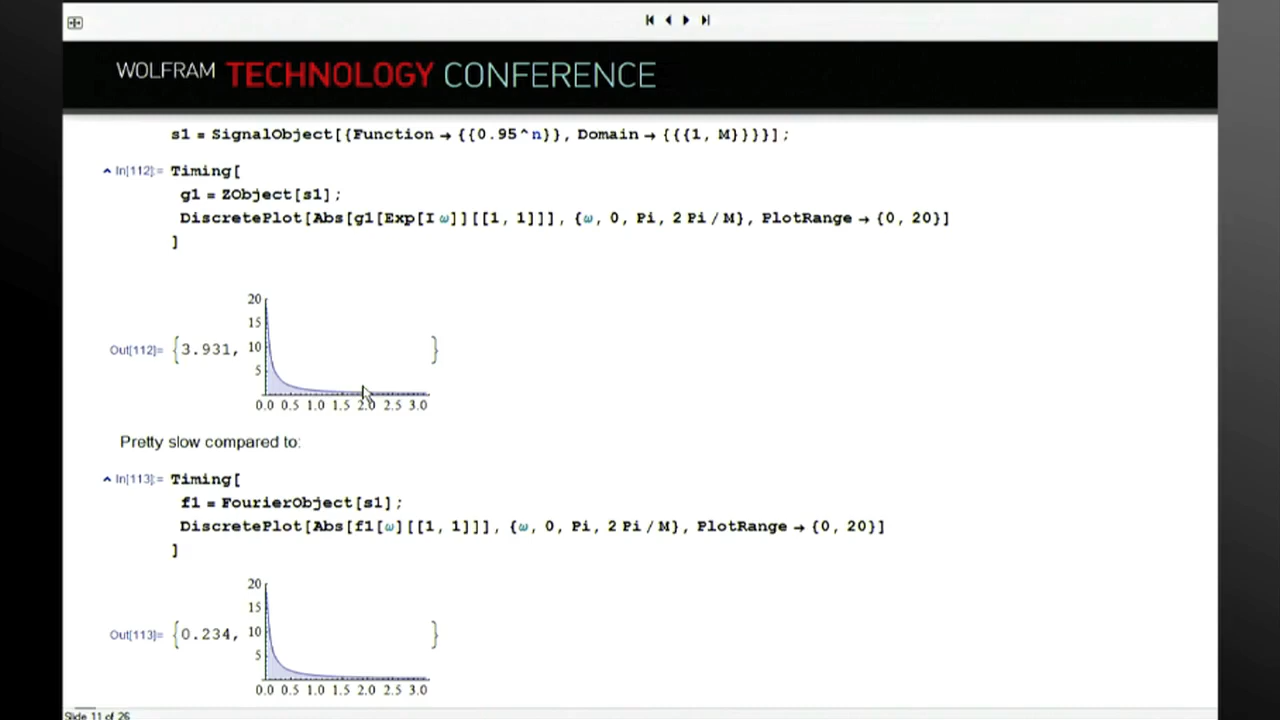 WOLFRAM TECHNOLOGY CONFERENCE
s1 = SignalObject[{Function → {{0.95^n}}, Domain → {{{1, M}}}}];
In[112]:= Timing[
g1 = ZObject[s1];
DiscretePlot[Abs[g1[Exp[I ω]][[1, 1]]], {ω, 0, Pi, 2 Pi / M}, PlotRange → {0, 20}]
]
20
15
Out[112]= {3.931, 10 }
5
0.0 0.5 1.0 1.5 2.0 2.5 3.0
Pretty slow compared to:
In[113]:= Timing[
f1 = FourierObject[s1];
DiscretePlot[Abs[f1[ω][[1, 1]]], {ω, 0, Pi, 2 Pi / M}, PlotRange → {0, 20}]
]
20
15
Out[113]= {0.234, 10 }
5
0.0 0.5 1.0 1.5 2.0 2.5 3.0
Slide 11 of 26